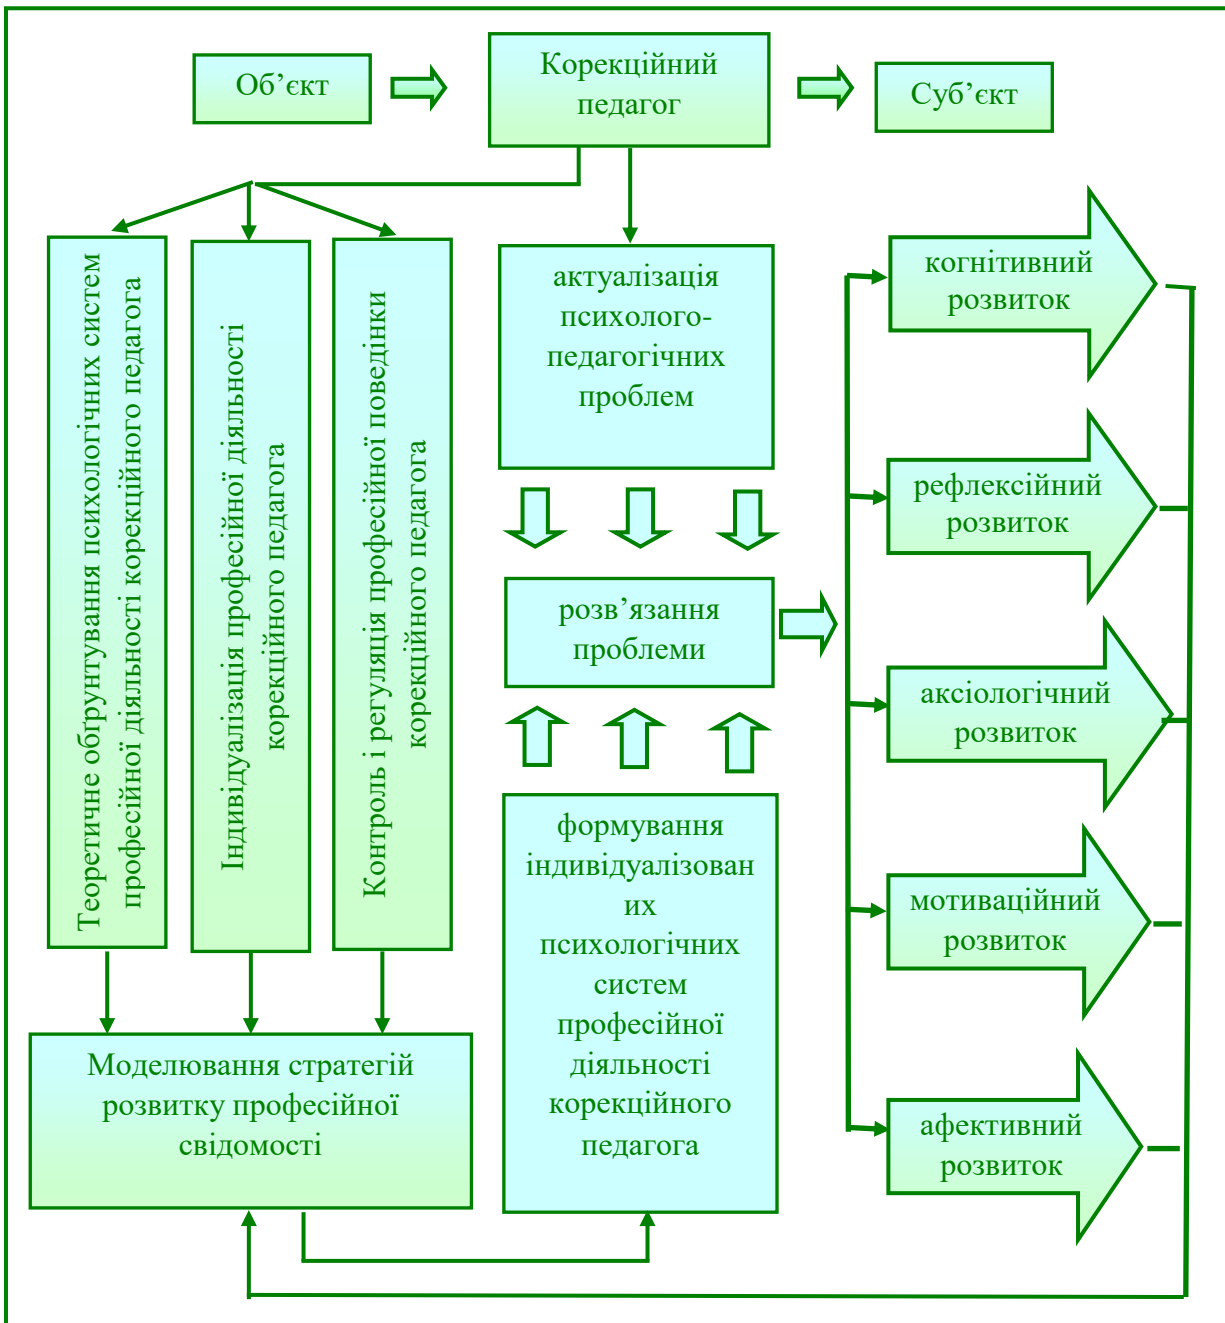 Об’єкт
Корекційний
педагог
Суб’єкт
Теоретичне обґрунтування психологічних систем
професійної діяльності корекційного педагога
Індивідуалізація професійної діяльності
корекційного педагога
Контроль і регуляція професійної поведінки
корекційного педагога
актуалізація
психолого-
педагогічних
проблем
розв’язання
проблеми
формування
індивідуалізован
их
психологічних
систем
професійної
діяльності
корекційного
педагога
Моделювання стратегій
розвитку професійної
свідомості
когнітивний
розвиток
рефлексійний
розвиток
аксіологічний
розвиток
мотиваційний
розвиток
афективний
розвиток